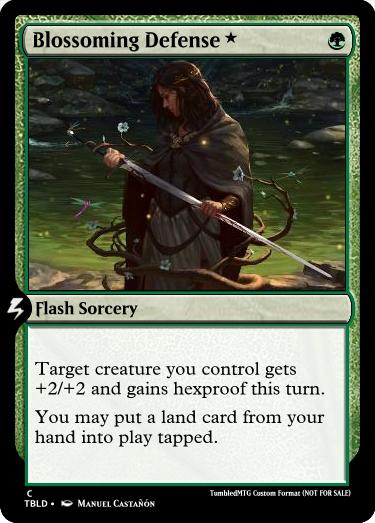 Blossoming Defense ★
Flash Sorcery
Target creature you control gets
+2/+2 and gains hexproof this turn.
You may put a land card from your
hand into play tapped.
C
TumbledMTG Custom Format (NOT FOR SALE)
TBLD • Manuel Castañón